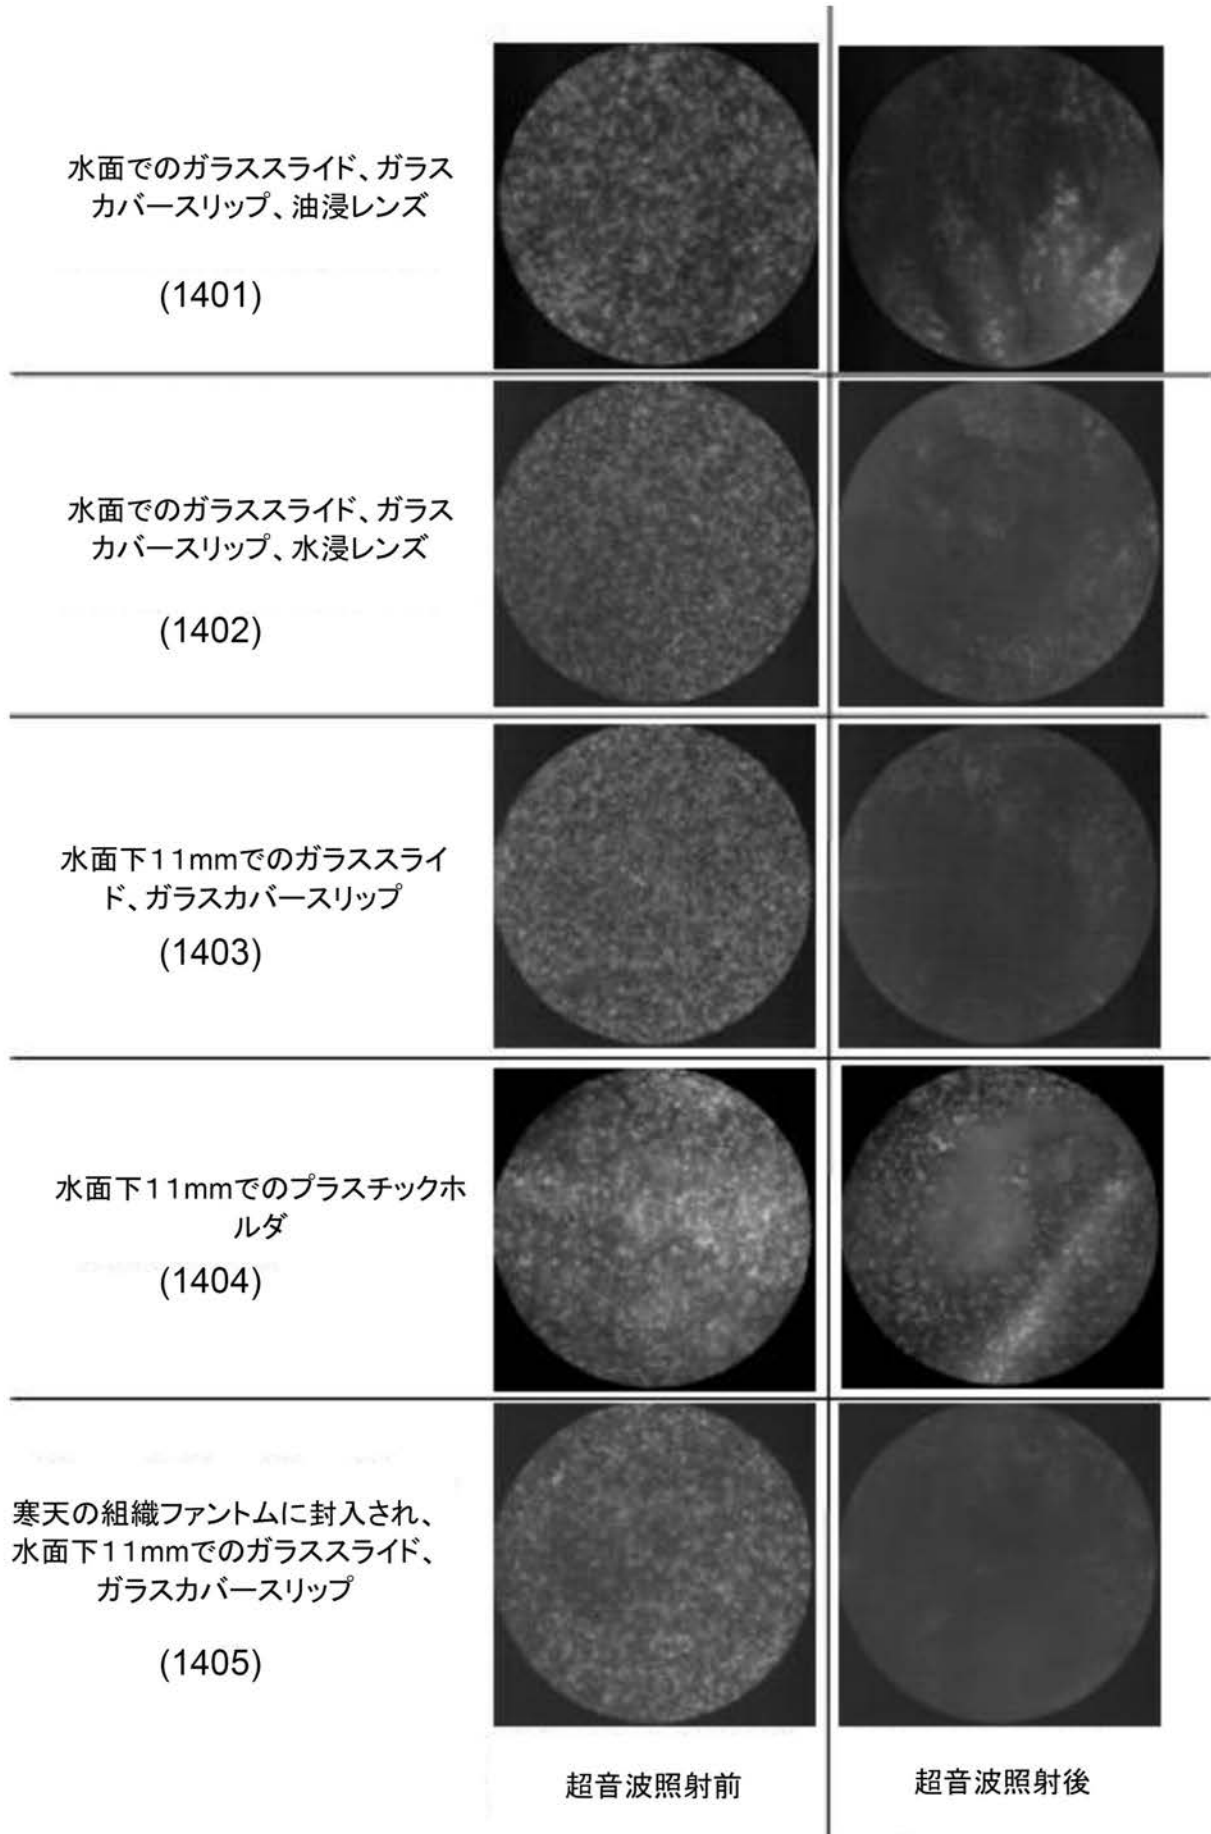 水面でのガラススライド、ガラス
カバースリップ、油浸レンズ
(1401)
水面でのガラススライド、ガラス
カバースリップ、水浸レンズ
(1402)
水面下11mmでのガラススライ
ド、ガラスカバースリップ
(1403)
水面下11mmでのプラスチックホ
ルダ
(1404)
寒天の組織ファントムに封入され、
水面下11mmでのガラススライド、
ガラスカバースリップ
(1405)
超音波照射前
超音波照射後